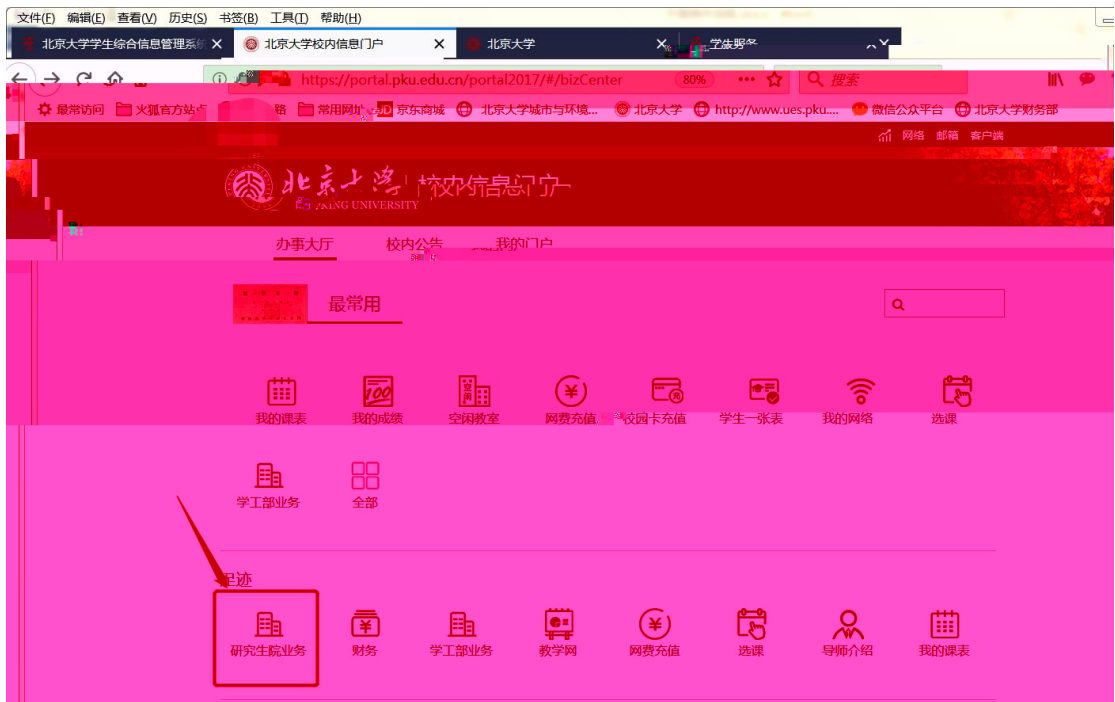 文件(F) 编辑(E) 查看(V) 历史(S) 书签(B) 工具(T) 帮助(H)
北京大学学生综合信息管理系统 北京大学校内信息门户 北京大学
https://portal.pku.edu.cn/portal2017/#/bizCenter 80% 搜索
最常访问 火狐官方站点 常用网址 JD 京东商城 北京大学城市与环境... 北京大学 http://www.ues.pku.... 微信公众平台 北京大学财务部
网络 邮箱 客户端
北京大学 校内信息门户
UNIVERSITY
办事大厅 校内公告 我的门户
最常用
我的课表 我的成绩 空闲教室 网费充值 校园卡充值 学生一张表 我的网络 选课
学工部业务 全部
足迹
研究生院业务 财务 学工部业务 教学网 网费充值 选课 导师介绍 我的课表